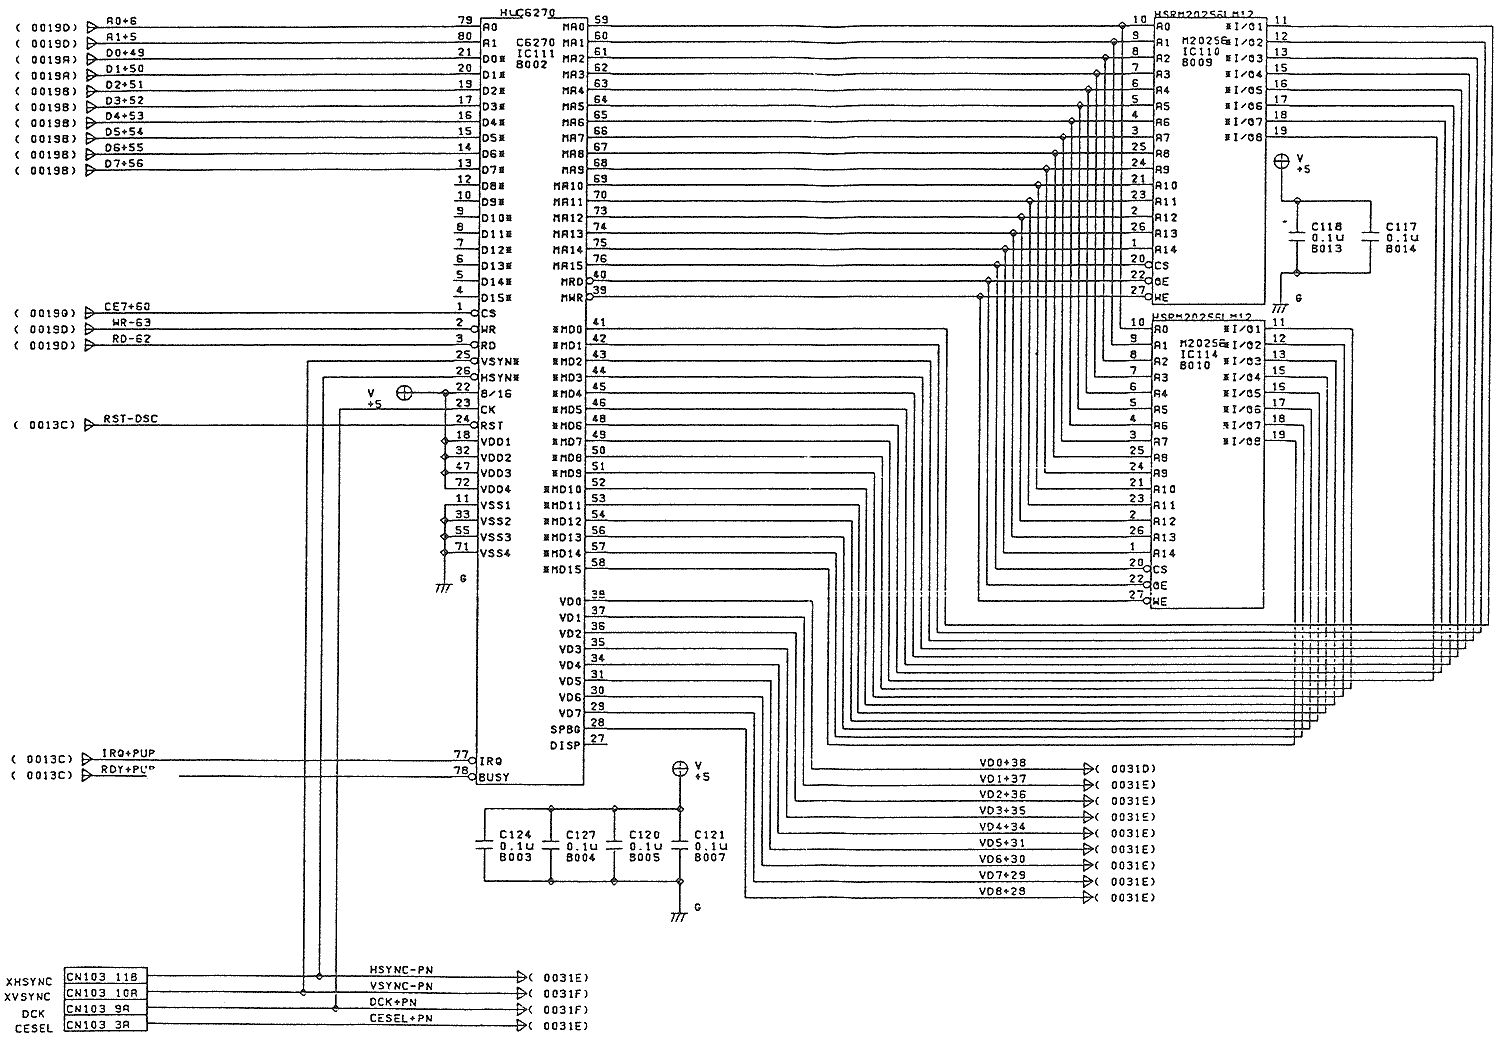 ( 0019D) A0+6
( 0019D) A1+5
( 0019A) D0+49
( 0019A) D1+50
( 0019B) D2+51
( 0019B) D3+52
( 0019B) D4+53
( 0019B) D5+54
( 0019B) D6+55
( 0019B) D7+56
CE7+60
( 0019D) WR-63
( 0019D) RD-62
( 0013C) RST-DSC
( 0013C) IRQ+PUP
( 0013C)
C6270
IC111
B002
79 A0
80 A1
21 D0*
20 D1*
19 D2*
17 D3*
16 D4*
15 D5*
14 D6*
13 D7*
12 D8*
10 D9*
9 D10*
8 D11*
7 D12*
6 D13*
5 D14*
4 D15*
1 CS
2 WR
3 RD
25 VSYN*
26 HSYN*
22 8/16
23 CK
24 RST
18 VDD1
32 VDD2
47 VDD3
72 VDD4
11 VSS1
33 VSS2
55 VSS3
71 VSS4
77 IRQ
78 BUSY
V
+5
G
MA0 59
MA1 60
MA2 61
MA3 62
MA4 63
MA5 64
MA6 65
MA7 66
MA8 67
MA9 68
MA10 69
MA11 70
MA12 73
MA13 74
MA14 75
MA15 76
MRD 40
MWR 39
*MD0 41
*MD1 42
*MD2 43
*MD3 44
*MD4 45
*MD5 46
*MD6 48
*MD7 49
*MD8 50
*MD9 51
*MD10 52
*MD11 53
*MD12 54
*MD13 56
*MD14 57
*MD15 58
VD0 38
VD1 37
VD2 36
VD3 35
VD4 34
VD5 31
VD6 30
VD7 29
SPBG 28
DISP 27
HSRM20256LM12
M20256
IC110
B009
10 A0
9 A1
8 A2
7 A3
6 A4
5 A5
4 A6
3 A7
25 A8
24 A9
21 A10
23 A11
2 A12
26 A13
1 A14
20 CS
22 OE
27 WE
*I/O1 11
*I/O2 12
*I/O3 13
*I/O4 15
*I/O5 16
*I/O6 17
*I/O7 18
*I/O8 19
V
+5
C118
0.1u
B013
C117
0.1u
B014
G
HSRM20256LM12
M20256
IC114
B010
10 A0
9 A1
8 A2
7 A3
6 A4
5 A5
4 A6
3 A7
25 A8
24 A9
21 A10
23 A11
2 A12
26 A13
1 A14
20 CS
22 OE
27 WE
*I/O1 11
*I/O2 12
*I/O3 13
*I/O4 15
*I/O5 16
*I/O6 17
*I/O7 18
*I/O8 19
V
+5
C124
0.1u
B003
C127
0.1u
B004
C120
0.1u
B005
C121
0.1u
B007
G
VD0+38 ( 0031D)
VD1+37 ( 0031E)
VD2+36 ( 0031E)
VD3+35 ( 0031E)
VD4+34 ( 0031E)
VD5+31 ( 0031E)
VD6+30 ( 0031E)
VD7+29 ( 0031E)
VD8+28 ( 0031E)
XHSYNC CN103 11B HSYNC-PN ( 0031E)
XVSYNC CN103 10A VSYNC-PN ( 0031F)
DCK CN103 9A DCK+PN ( 0031F)
CESEL CN103 3A CESEL+PN ( 0031E)